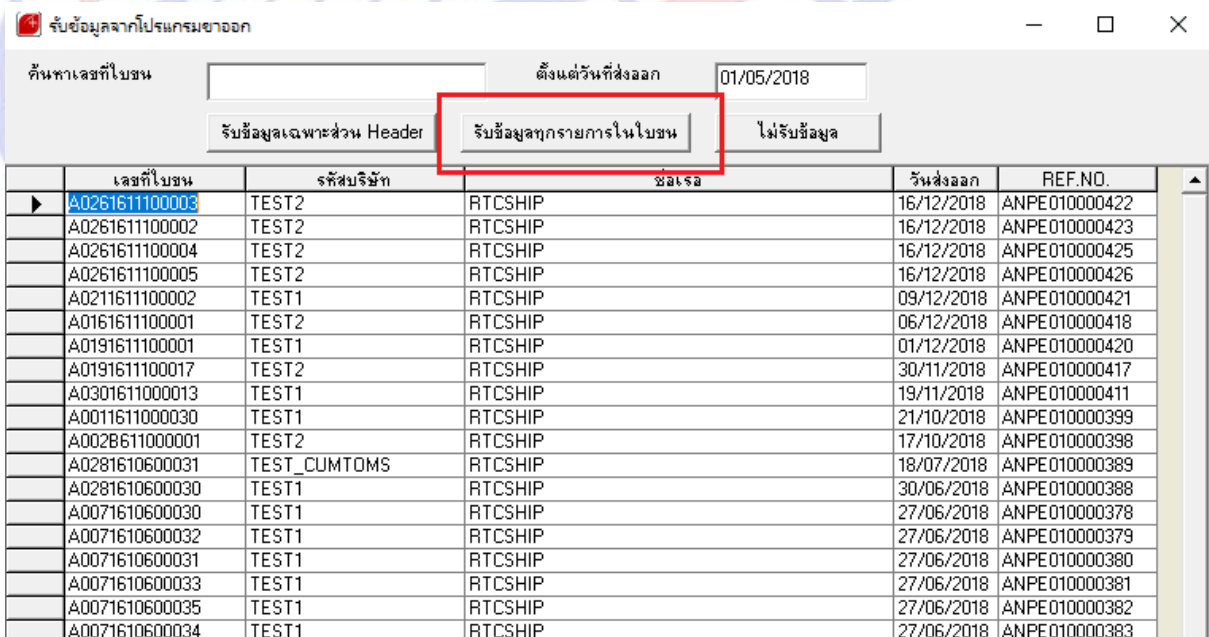 รับข้อมูลจากโปรแกรมขาออก
ค้นหาเลขที่ใบขน ตั้งแต่วันที่ส่งออก 01/05/2018
รับข้อมูลเฉพาะส่วน Header รับข้อมูลทุกรายการในใบขน ไม่รับข้อมูล
เลขที่ใบขน รหัสบริษัท ชื่อเรือ วันส่งออก REF.NO.
A0261611100003 TEST2 RTCSHIP 16/12/2018 ANPE010000422
A0261611100002 TEST2 RTCSHIP 16/12/2018 ANPE010000423
A0261611100004 TEST2 RTCSHIP 16/12/2018 ANPE010000425
A0261611100005 TEST2 RTCSHIP 16/12/2018 ANPE010000426
A0211611100002 TEST1 RTCSHIP 09/12/2018 ANPE010000421
A0161611100001 TEST2 RTCSHIP 06/12/2018 ANPE010000418
A0191611100001 TEST1 RTCSHIP 01/12/2018 ANPE010000420
A0191611100017 TEST2 RTCSHIP 30/11/2018 ANPE010000417
A0301611000013 TEST1 RTCSHIP 19/11/2018 ANPE010000411
A0011611000030 TEST1 RTCSHIP 21/10/2018 ANPE010000399
A002B611000001 TEST2 RTCSHIP 17/10/2018 ANPE010000398
A0281610600031 TEST_CUMTOMS RTCSHIP 18/07/2018 ANPE010000389
A0281610600030 TEST1 RTCSHIP 30/06/2018 ANPE010000388
A0071610600030 TEST1 RTCSHIP 27/06/2018 ANPE010000378
A0071610600032 TEST1 RTCSHIP 27/06/2018 ANPE010000379
A0071610600031 TEST1 RTCSHIP 27/06/2018 ANPE010000380
A0071610600033 TEST1 RTCSHIP 27/06/2018 ANPE010000381
A0071610600035 TEST1 RTCSHIP 27/06/2018 ANPE010000382
A0071610600034 TEST1 RTCSHIP 27/06/2018 ANPE010000383